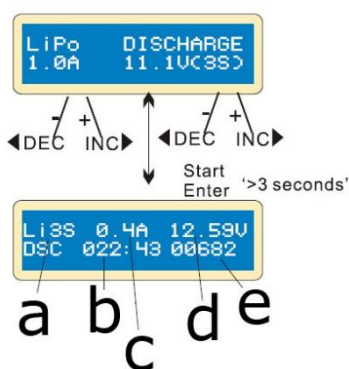 LiPo DISCHARGE
1.0A 11.1V(3S)
- + - +
◀DEC INC▶ ◀DEC INC▶
Start
Enter '>3 seconds'
Li3S 0.4A 12.59V
DSC 022:43 00682
a b c d e